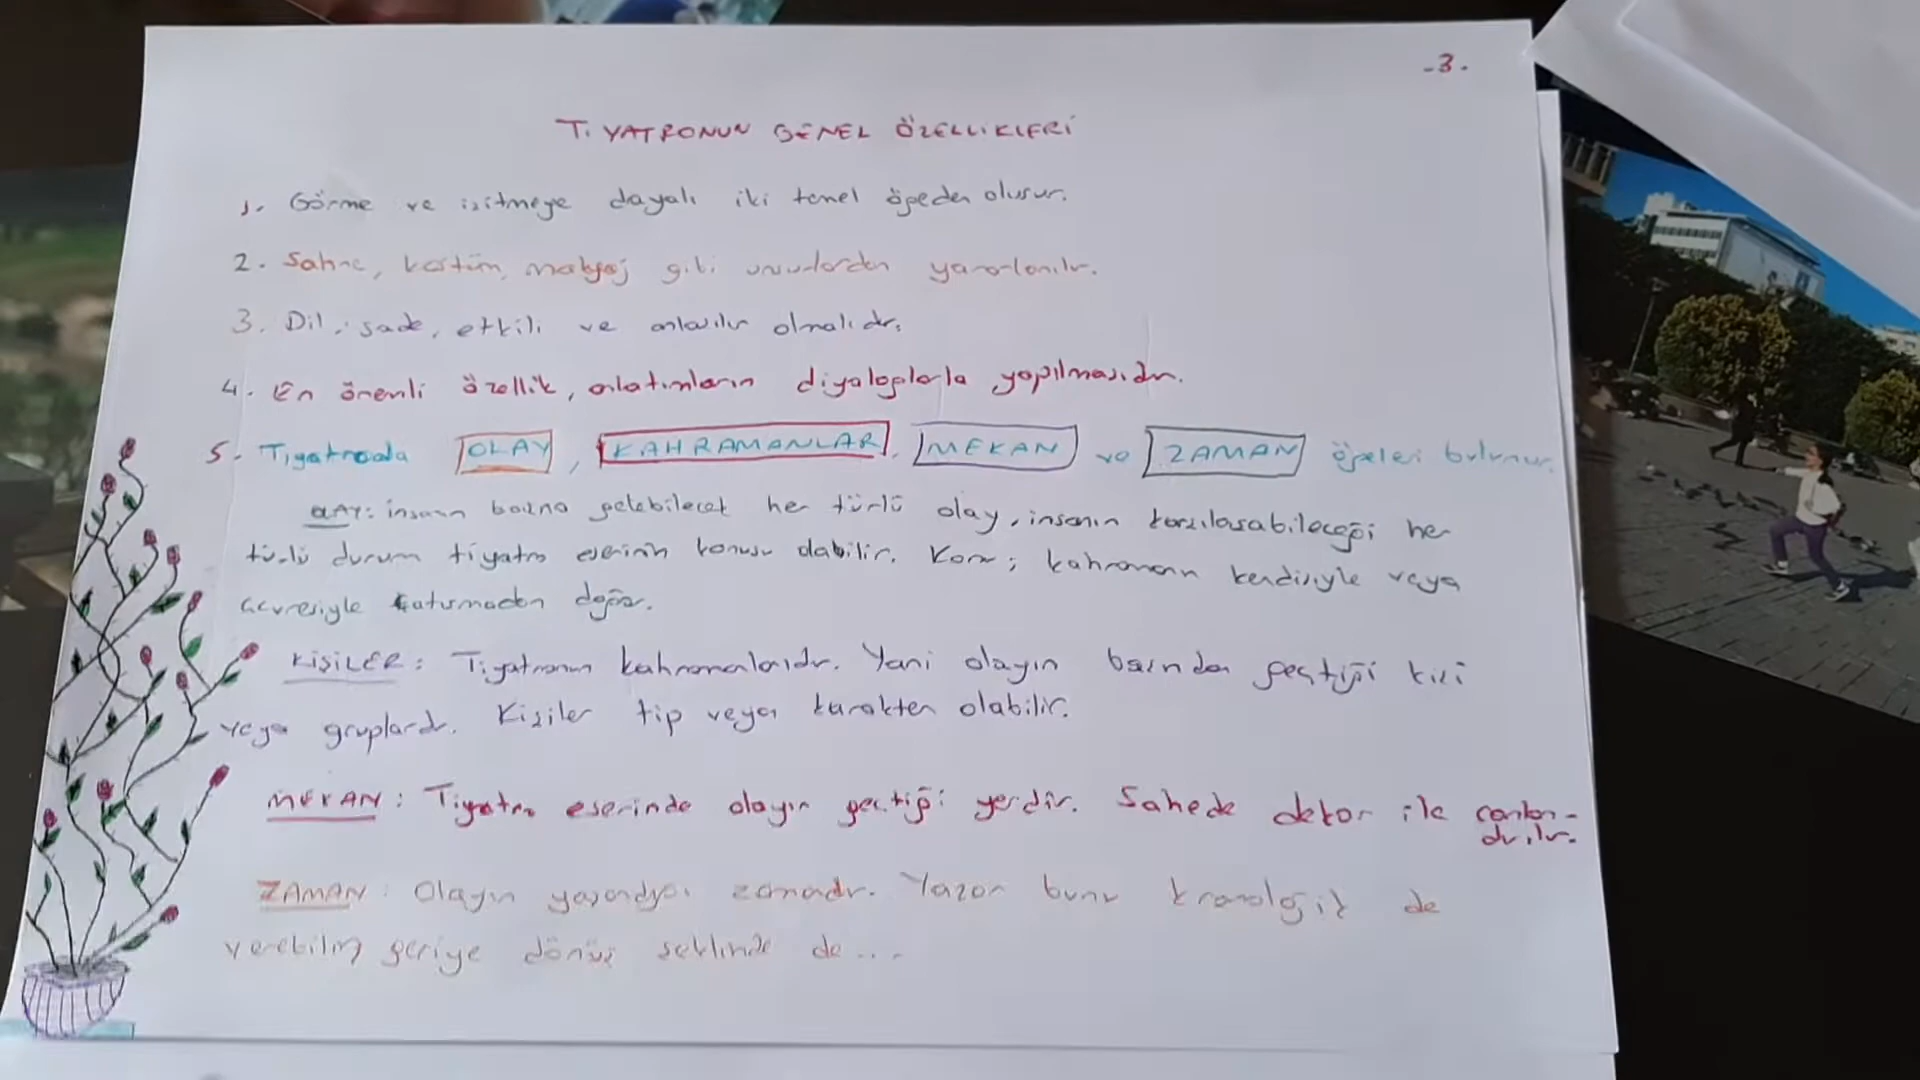 -3.
TİYATRONUN GENEL ÖZELLİKLERİ
1. Görme ve işitmeye dayalı iki temel öğeden oluşur.
2. Sahne, kostüm, makyaj gibi unsurlardan yararlanılır.
3. Dil, sade, etkili ve anlaşılır olmalıdır.
4. En önemli özellik, anlatımların diyaloglarla yapılmasıdır.
5. Tiyatroda OLAY, KAHRAMANLAR, MEKAN ve ZAMAN öğeleri bulunur.
OLAY: insanın başına gelebilecek her türlü olay, insanın karşılaşabileceği her
türlü durum tiyatro eserinin konusu olabilir. Konu; kahramanın kendisiyle veya
çevresiyle çatışmadan doğar.
KİŞİLER: Tiyatronun kahramanlarıdır. Yani olayın başından geçtiği kişi
veya gruplardır. Kişiler tip veya karakter olabilir.
MEKAN: Tiyatro eserinde olayın geçtiği yerdir. Sahede dekor ile canlan-
dırılır.
ZAMAN: Olayın yaşandığı zamandır. Yazar bunu kronolojik de
verebilir, geriye dönüş şeklinde de...